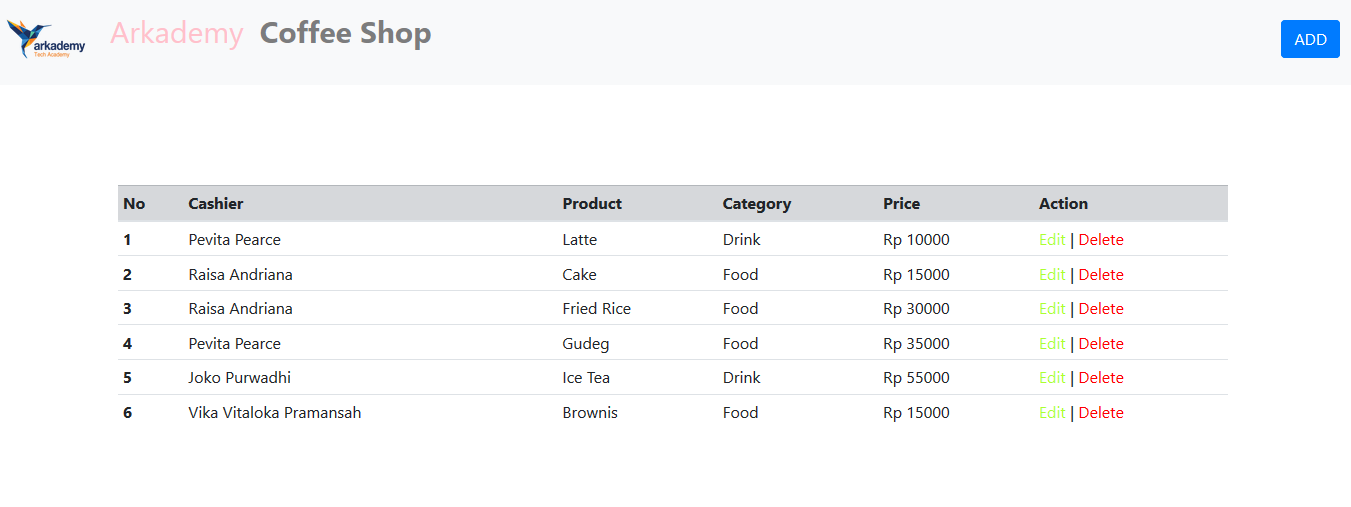 arkademy
Tech Academy
Arkademy Coffee Shop
ADD
No Cashier Product Category Price Action
1 Pevita Pearce Latte Drink Rp 10000 Edit | Delete
2 Raisa Andriana Cake Food Rp 15000 Edit | Delete
3 Raisa Andriana Fried Rice Food Rp 30000 Edit | Delete
4 Pevita Pearce Gudeg Food Rp 35000 Edit | Delete
5 Joko Purwadhi Ice Tea Drink Rp 55000 Edit | Delete
6 Vika Vitaloka Pramansah Brownis Food Rp 15000 Edit | Delete